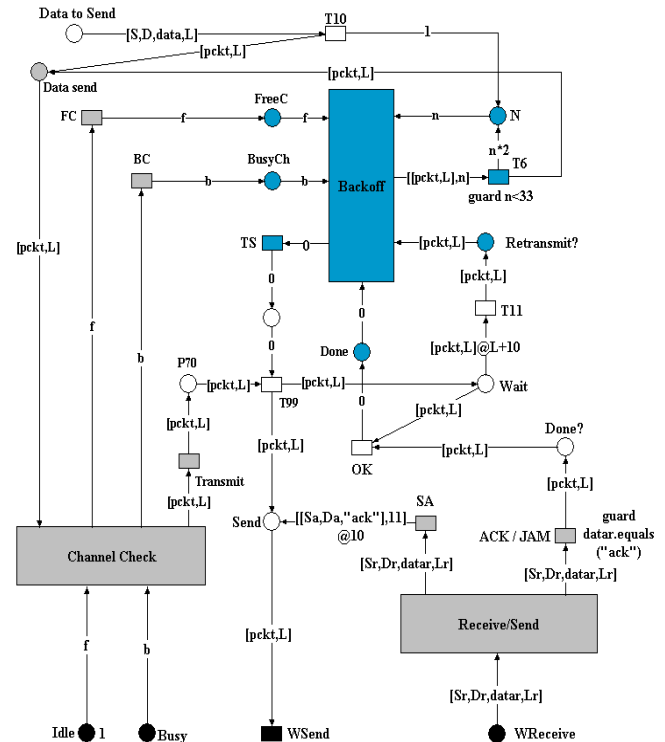 Data to Send
[S,D,data,L]
T10
1
[pckt,L]
[pckt,L]
Data send
FC
f
FreeC
f
n
N
BC
b
BusyCh
b
Backoff
[[pckt,L],n]
n*2
T6
guard n<33
[pckt,L]
TS
0
[pckt,L]
Retransmit?
0
[pckt,L]
0
T11
f
0
Done
[pckt,L]@L+10
b
P70
[pckt,L]
T99
[pckt,L]
0
Wait
[pckt,L]
[pckt,L]
Done?
Transmit
[pckt,L]
OK
[pckt,L]
[pckt,L]
[pckt,L]
SA
Send
[[Sa,Da,"ack"],11]
@10
ACK / JAM
guard
datar.equals
("ack")
Channel Check
[Sr,Dr,datar,Lr]
[Sr,Dr,datar,Lr]
Receive/Send
f
b
[pckt,L]
[Sr,Dr,datar,Lr]
Idle
1
Busy
WSend
WReceive